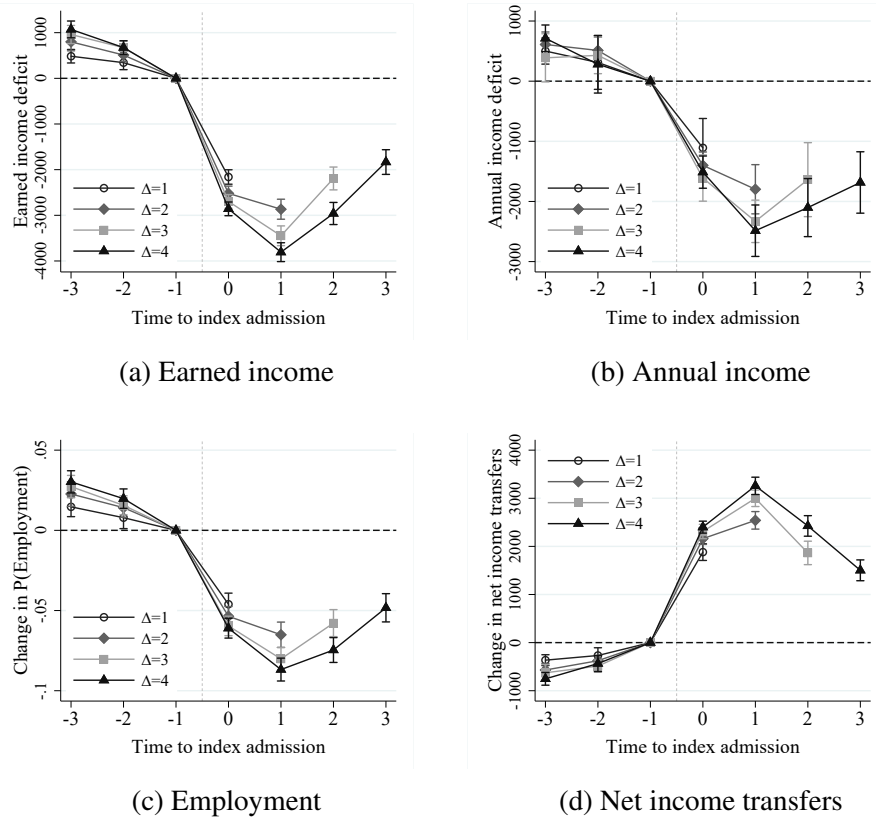 Earned income deficit
1000
0
-1000
-2000
-3000
-4000
Δ=1
Δ=2
Δ=3
Δ=4
-3 -2 -1 0 1 2 3
Time to index admission
(a) Earned income
Annual income deficit
1000
0
-1000
-2000
-3000
Δ=1
Δ=2
Δ=3
Δ=4
-3 -2 -1 0 1 2 3
Time to index admission
(b) Annual income
Change in P(Employment)
.05
0
-.05
-.1
Δ=1
Δ=2
Δ=3
Δ=4
-3 -2 -1 0 1 2 3
Time to index admission
(c) Employment
Change in net income transfers
4000
3000
2000
1000
0
-1000
Δ=1
Δ=2
Δ=3
Δ=4
-3 -2 -1 0 1 2 3
Time to index admission
(d) Net income transfers